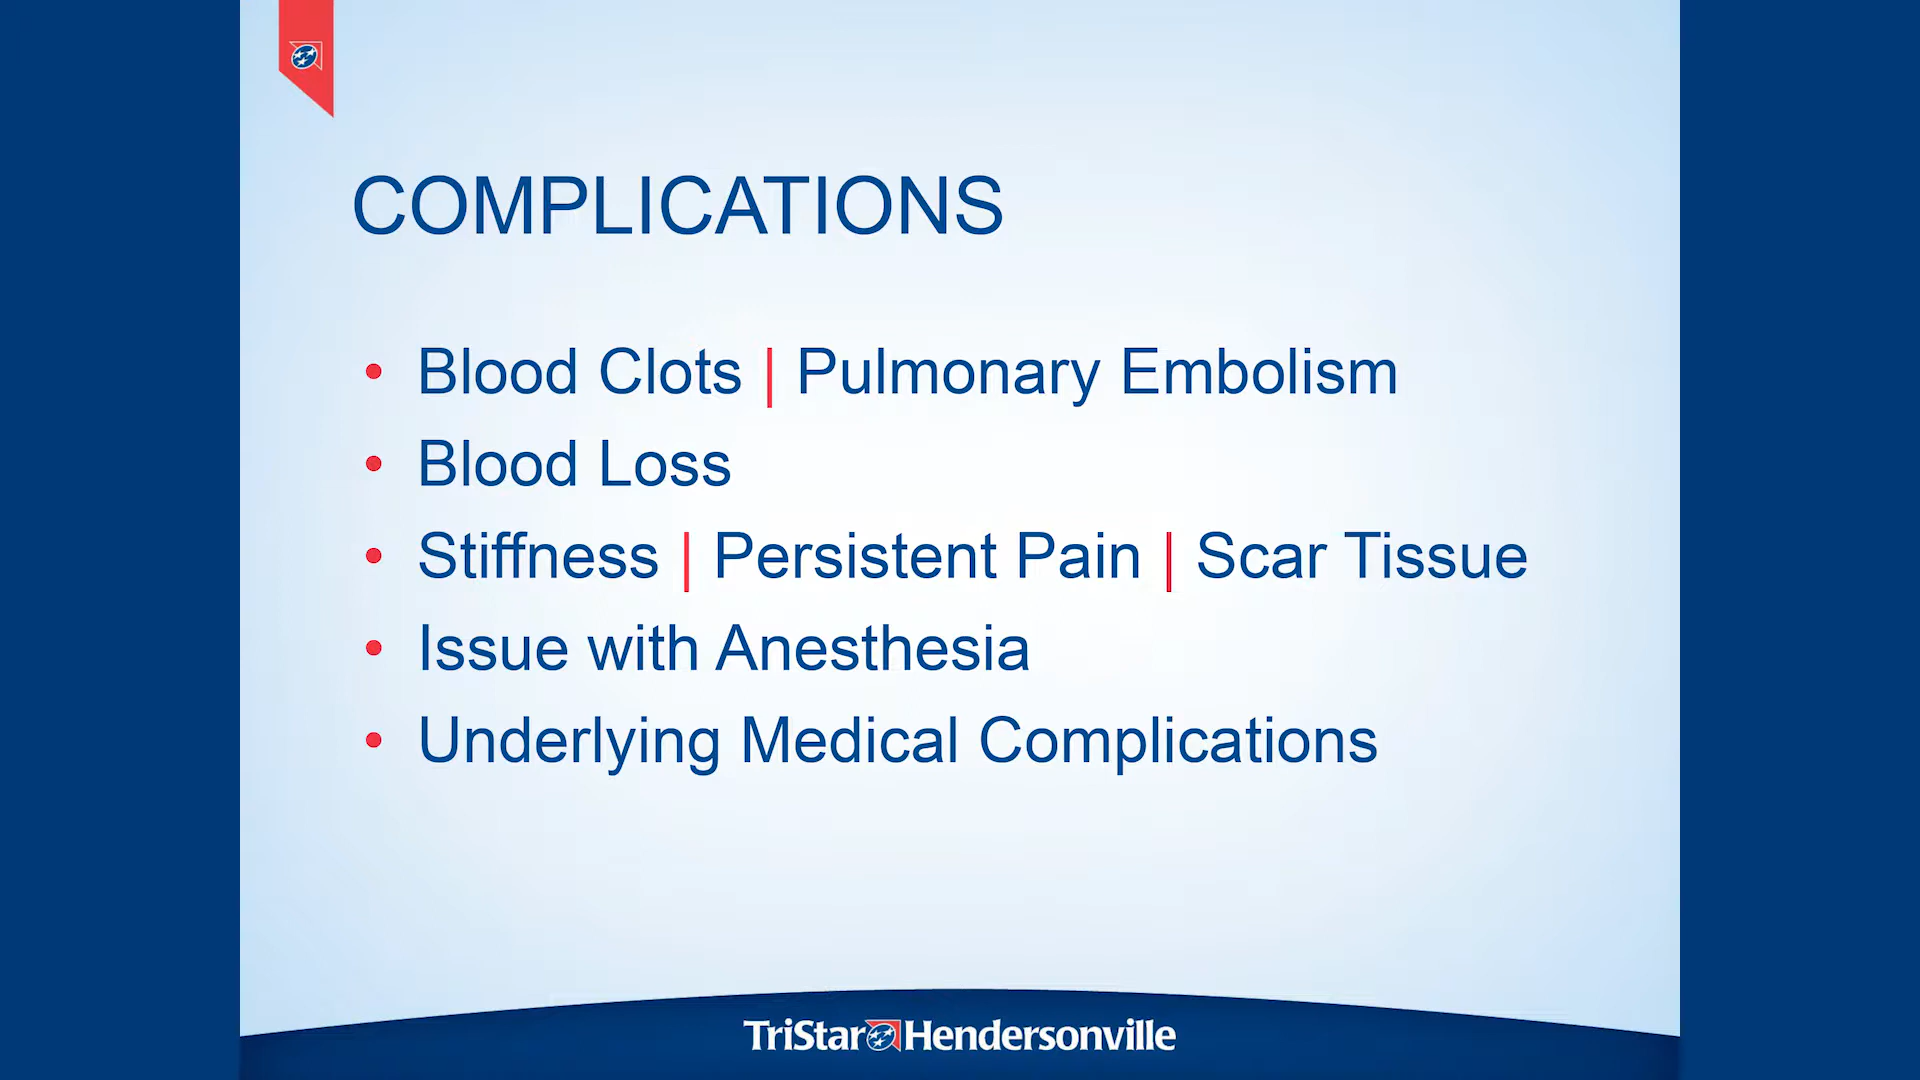 COMPLICATIONS
• Blood Clots | Pulmonary Embolism
• Blood Loss
• Stiffness | Persistent Pain | Scar Tissue
• Issue with Anesthesia
• Underlying Medical Complications
TriStar Hendersonville